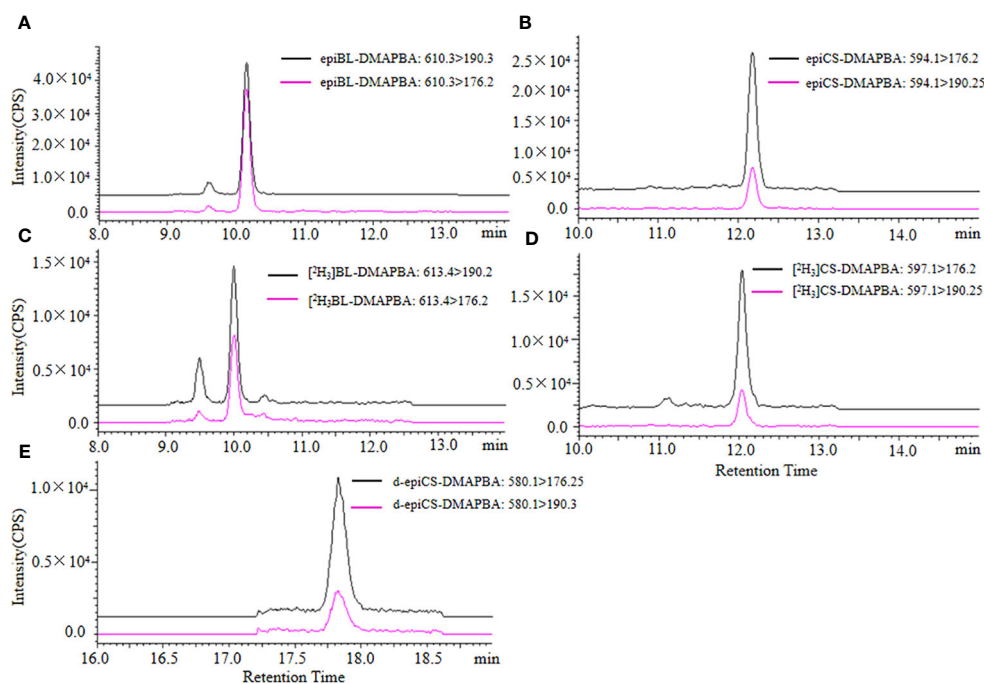 A
epiBL-DMAPBA: 610.3>190.3
epiBL-DMAPBA: 610.3>176.2
Intensity(CPS)
4.0×10⁴
3.0×10⁴
2.0×10⁴
1.0×10⁴
0.0
8.0 9.0 10.0 11.0 12.0 13.0 min
B
epiCS-DMAPBA: 594.1>176.2
epiCS-DMAPBA: 594.1>190.25
2.5×10⁴
2.0×10⁴
1.5×10⁴
1.0×10⁴
5.0×10⁴
0.0
10.0 11.0 12.0 13.0 14.0 min
C
[²H₃]BL-DMAPBA: 613.4>190.2
[²H₃BL-DMAPBA: 613.4>176.2
Intensity(CPS)
1.5×10⁴
1.0×10⁴
0.5×10⁴
0.0
8.0 9.0 10.0 11.0 12.0 13.0 min
D
[²H₃]CS-DMAPBA: 597.1>176.2
[²H₃]CS-DMAPBA: 597.1>190.25
1.5×10⁴
1.0×10⁴
0.5×10⁴
0.0
10.0 11.0 12.0 13.0 14.0 min
Retention Time
E
d-epiCS-DMAPBA: 580.1>176.25
d-epiCS-DMAPBA: 580.1>190.3
Intensity(CPS)
1.0×10⁴
0.5×10⁴
0.0
16.0 16.5 17.0 17.5 17.8 18.5 min
Retention Time